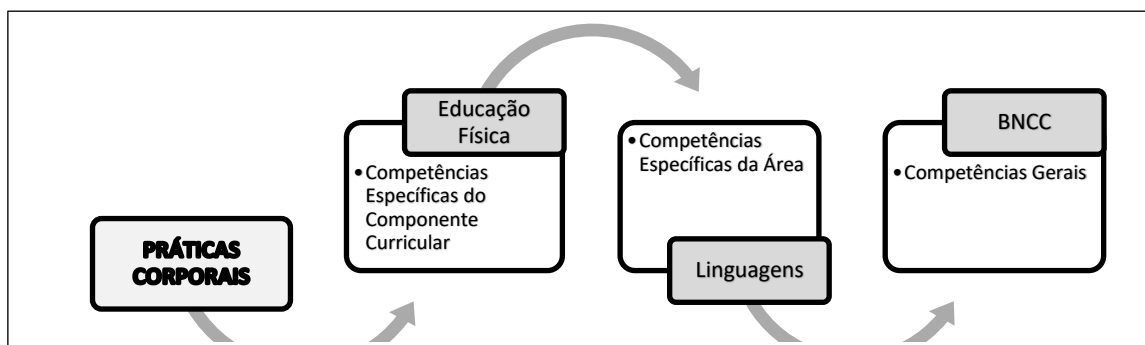 PRÁTICAS
CORPORAIS
Educação
Física
•Competências
Específicas do
Componente
Curricular
•Competências
Específicas da Área
Linguagens
BNCC
•Competências Gerais